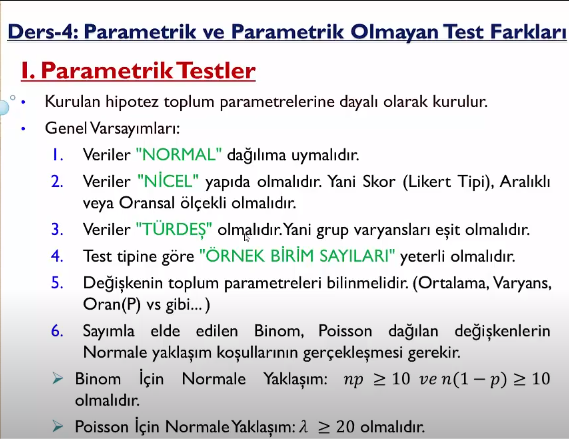 Ders-4: Parametrik ve Parametrik Olmayan Test Farkları
I. Parametrik Testler
• Kurulan hipotez toplum parametrelerine dayalı olarak kurulur.
• Genel Varsayımları:
1. Veriler "NORMAL" dağılıma uymalıdır.
2. Veriler "NİCEL" yapıda olmalıdır. Yani Skor (Likert Tipi), Aralıklı
veya Oransal ölçekli olmalıdır.
3. Veriler "TÜRDEŞ" olmalıdır.Yani grup varyansları eşit olmalıdır.
4. Test tipine göre "ÖRNEK BİRİM SAYILARI" yeterli olmalıdır.
5. Değişkenin toplum parametreleri bilinmelidir. (Ortalama, Varyans,
Oran(P) vs gibi... )
6. Sayımla elde edilen Binom, Poisson dağılan değişkenlerin
Normale yaklaşım koşullarının gerçekleşmesi gerekir.
➢ Binom İçin Normale Yaklaşım: np ≥ 10 ve n(1 − p) ≥ 10
olmalıdır.
➢ Poisson İçin Normale Yaklaşım: λ ≥ 20 olmalıdır.